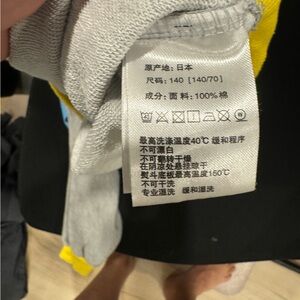 原产地: 日本
尺码: 140 [140/70]
成分: 面料: 100%棉
最高洗涤温度40℃ 缓和程序
不可漂白
不可翻转干燥
在阴凉处悬挂晾干
熨斗底板最高温度150℃
不可干洗
专业湿洗 缓和湿洗